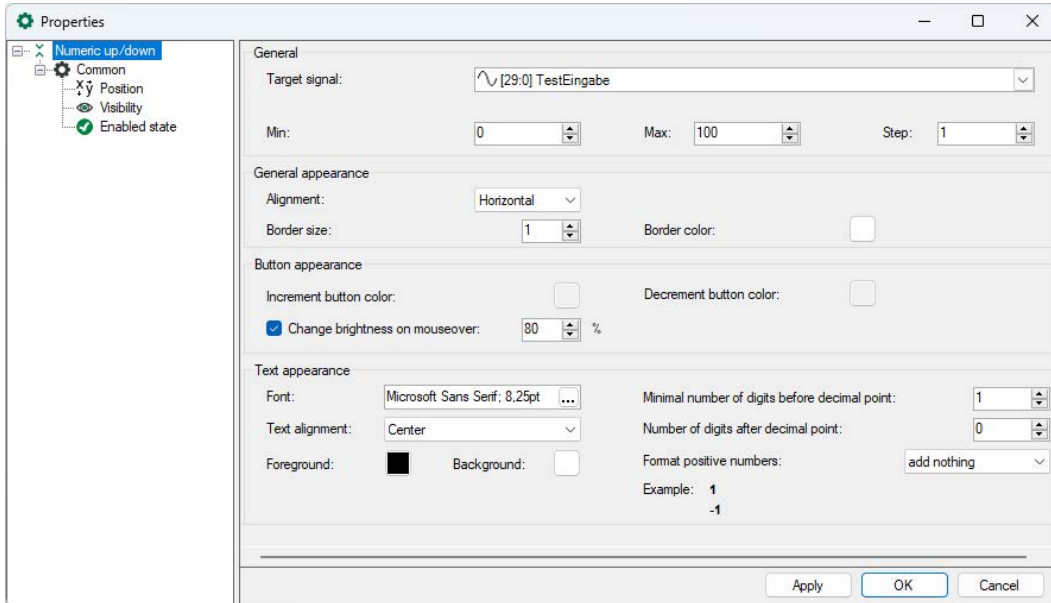 Properties
Numeric up/down
Common
Position
Visibility
Enabled state
General
Target signal: [29:0] TestEingabe
Min: 0 Max: 100 Step: 1
General appearance
Alignment: Horizontal
Border size: 1 Border color:
Button appearance
Increment button color: Decrement button color:
Change brightness on mouseover: 80 %
Text appearance
Font: Microsoft Sans Serif; 8,25pt ... Minimal number of digits before decimal point: 1
Text alignment: Center Number of digits after decimal point: 0
Foreground: Background: Format positive numbers: add nothing
Example: 1
-1
Apply OK Cancel